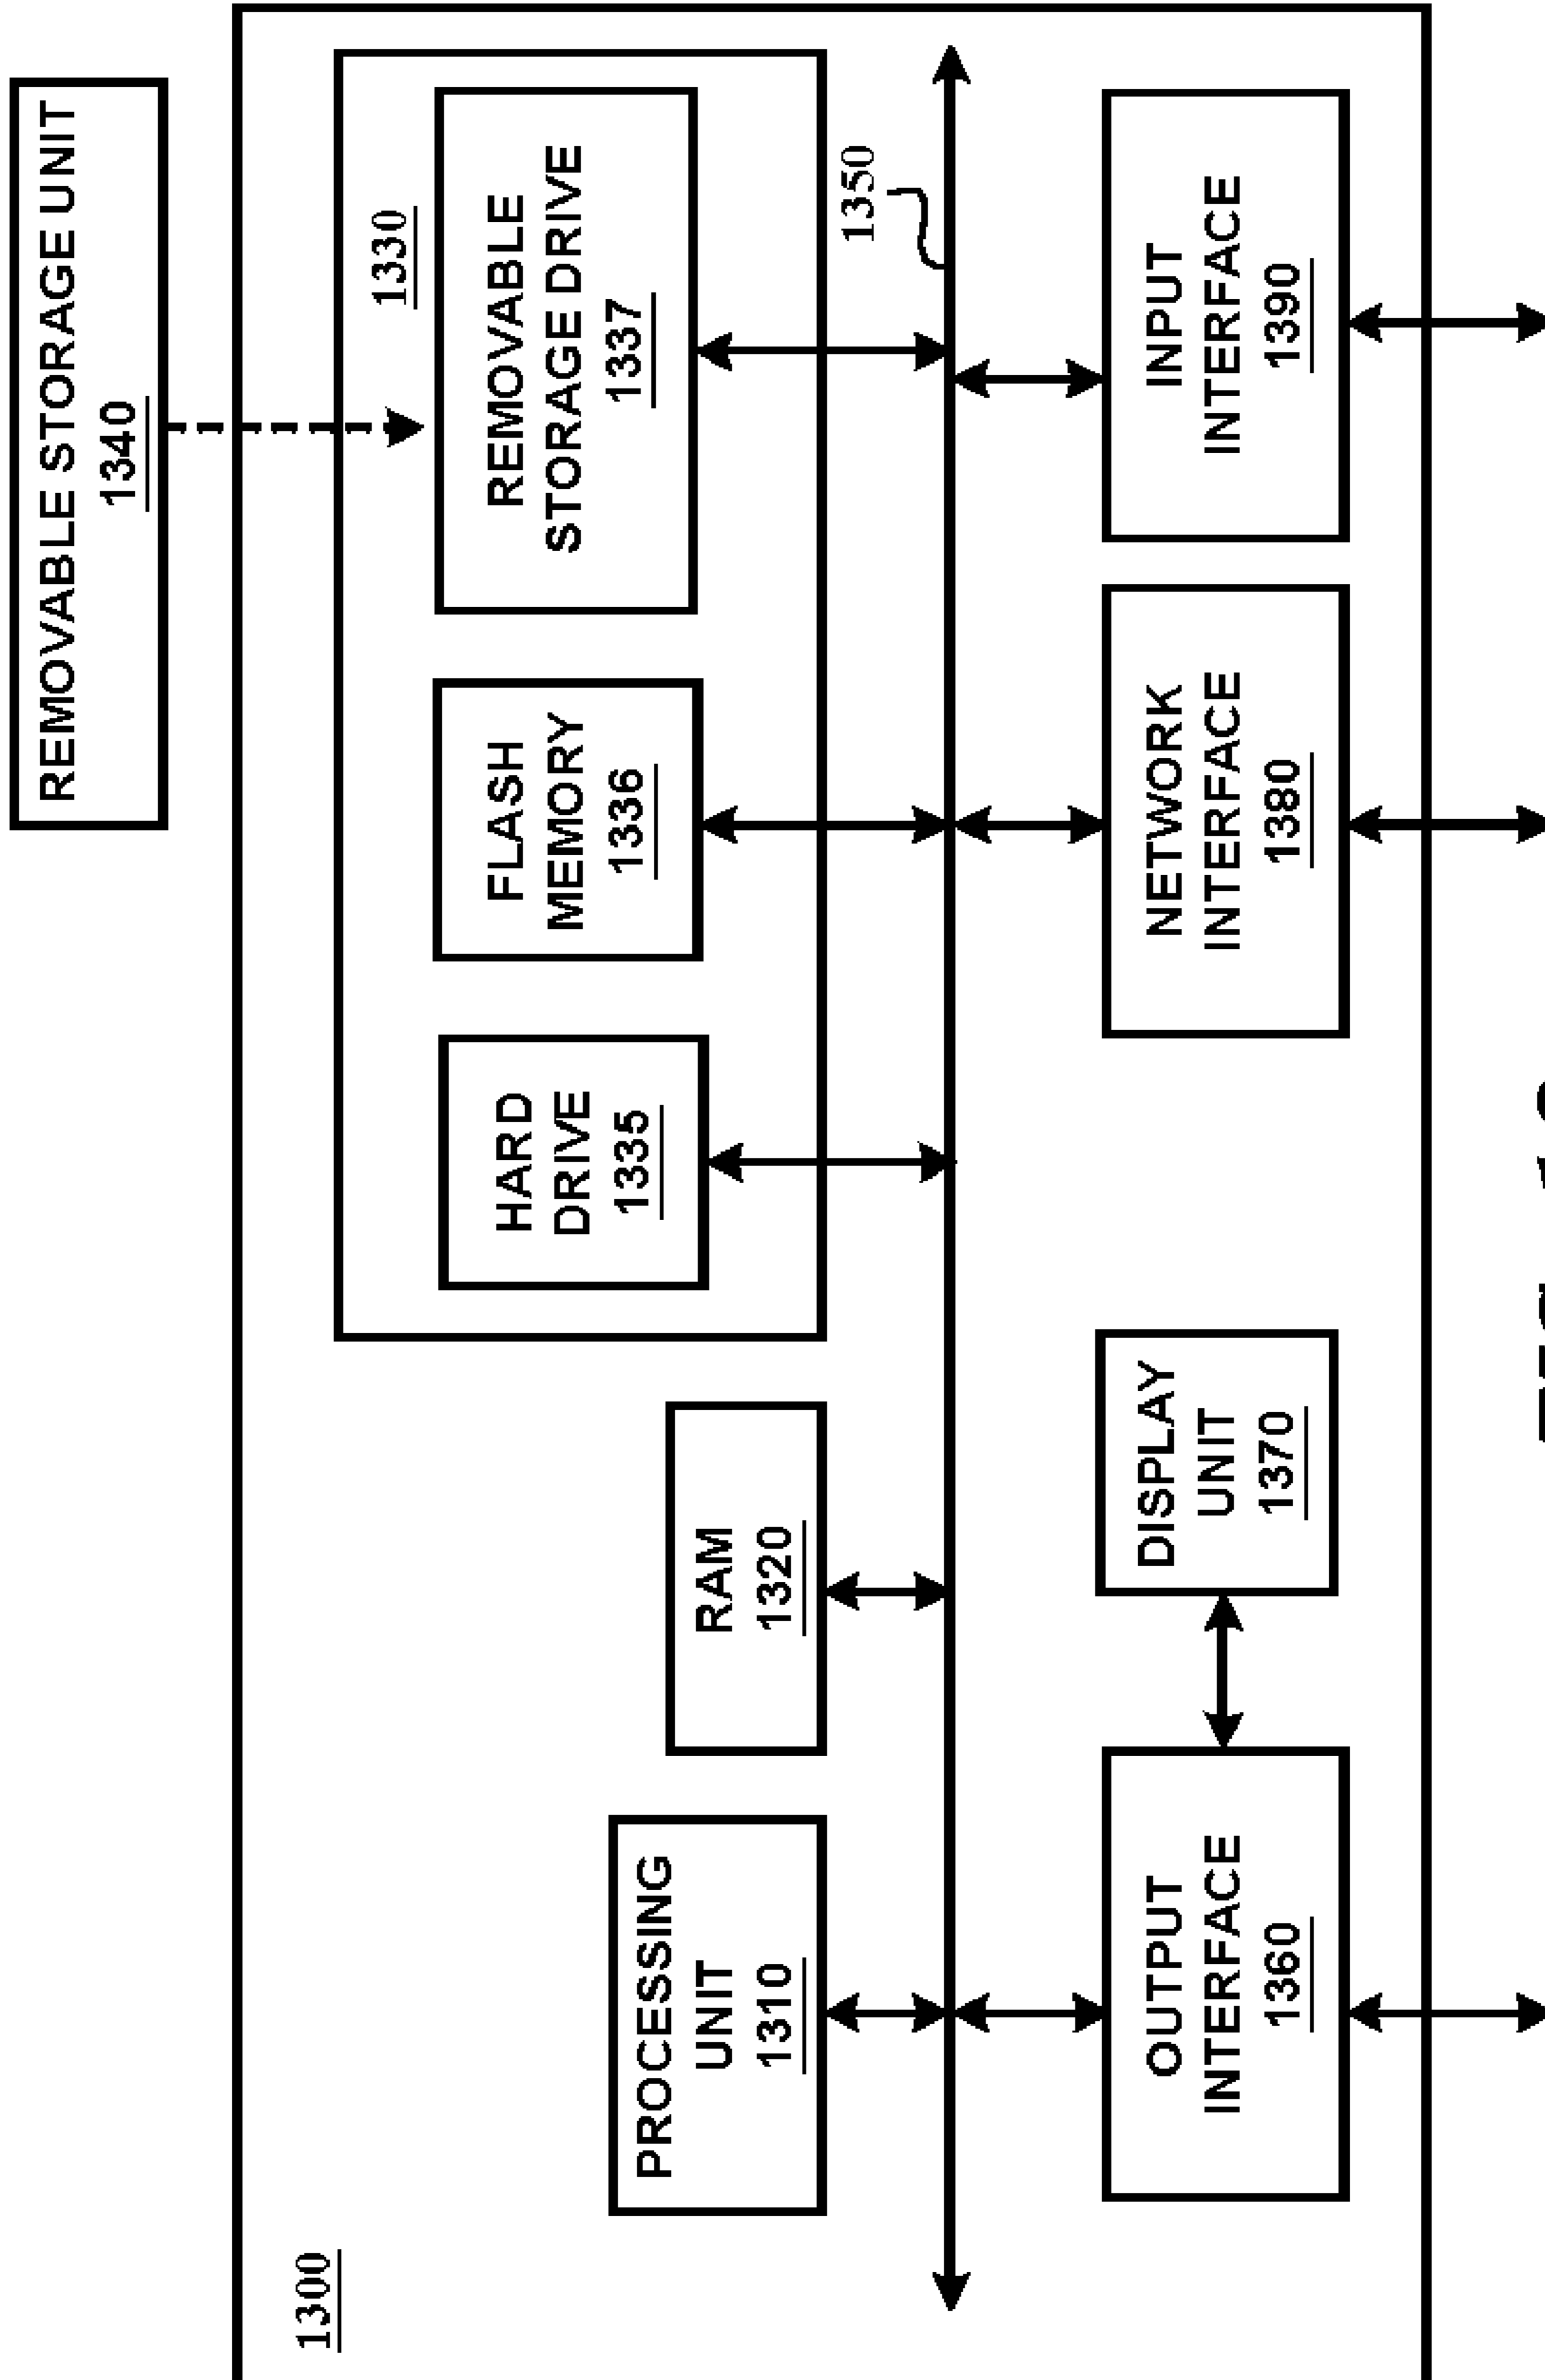 REMOVABLE STORAGE UNIT
1340
1300
1330
HARD
DRIVE
1335
FLASH
MEMORY
1336
REMOVABLE
STORAGE DRIVE
1337
PROCESSING
UNIT
1310
RAM
1320
1350
OUTPUT
INTERFACE
1360
DISPLAY
UNIT
1370
NETWORK
INTERFACE
1380
INPUT
INTERFACE
1390